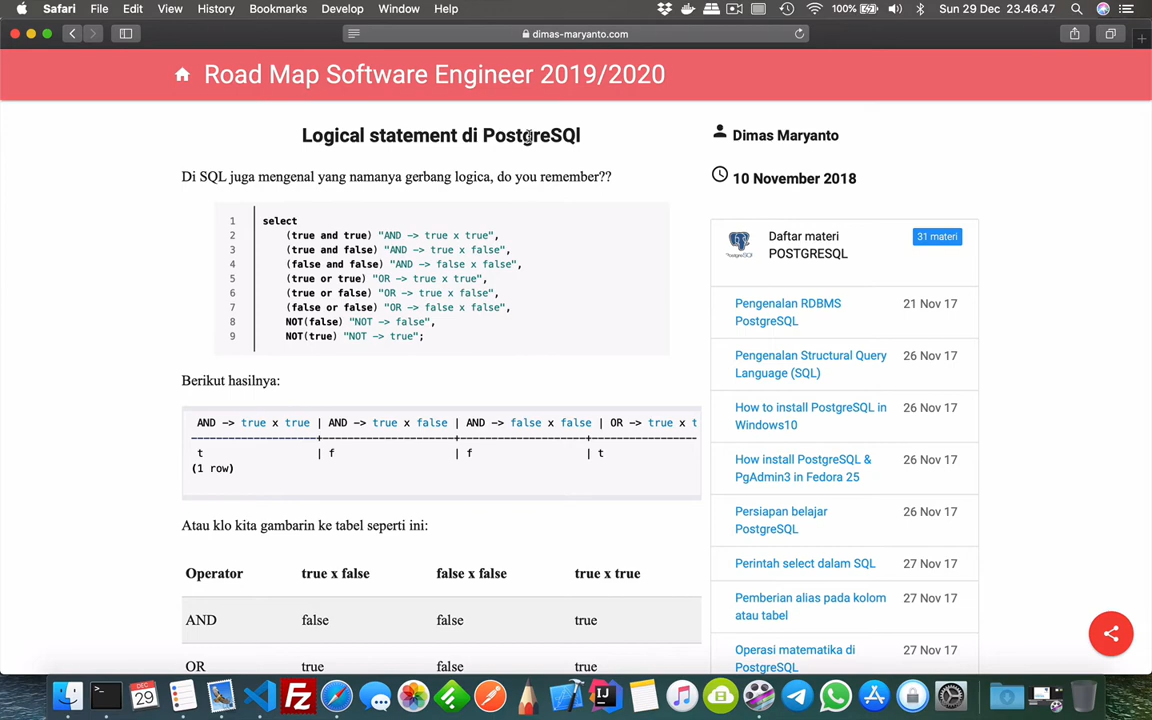 Safari File Edit View History Bookmarks Develop Window Help 100% Sun 29 Dec 23.46.47
dimas-maryanto.com
Road Map Software Engineer 2019/2020
Logical statement di PostgreSQl
Di SQL juga mengenal yang namanya gerbang logica, do you remember??
1 select
2 (true and true) "AND -> true x true",
3 (true and false) "AND -> true x false",
4 (false and false) "AND -> false x false",
5 (true or true) "OR -> true x true",
6 (true or false) "OR -> true x false",
7 (false or false) "OR -> false x false",
8 NOT(false) "NOT -> false",
9 NOT(true) "NOT -> true";
Berikut hasilnya:
AND -> true x true | AND -> true x false | AND -> false x false | OR -> true x t
--------------------+---------------------+----------------------+----------------
t | f | f | t
(1 row)
Atau klo kita gambarin ke tabel seperti ini:
Operator true x false false x false true x true
AND false false true
OR true false true
Dimas Maryanto
10 November 2018
Daftar materi
POSTGRESQL
31 materi
Pengenalan RDBMS 21 Nov 17
PostgreSQL
Pengenalan Structural Query 26 Nov 17
Language (SQL)
How to install PostgreSQL in 26 Nov 17
Windows10
How install PostgreSQL & 26 Nov 17
PgAdmin3 in Fedora 25
Persiapan belajar 26 Nov 17
PostgreSQL
Perintah select dalam SQL 27 Nov 17
Pemberian alias pada kolom 27 Nov 17
atau tabel
Operasi matematika di 27 Nov 17
PostgreSQL
DEC
29
FZ
IJ